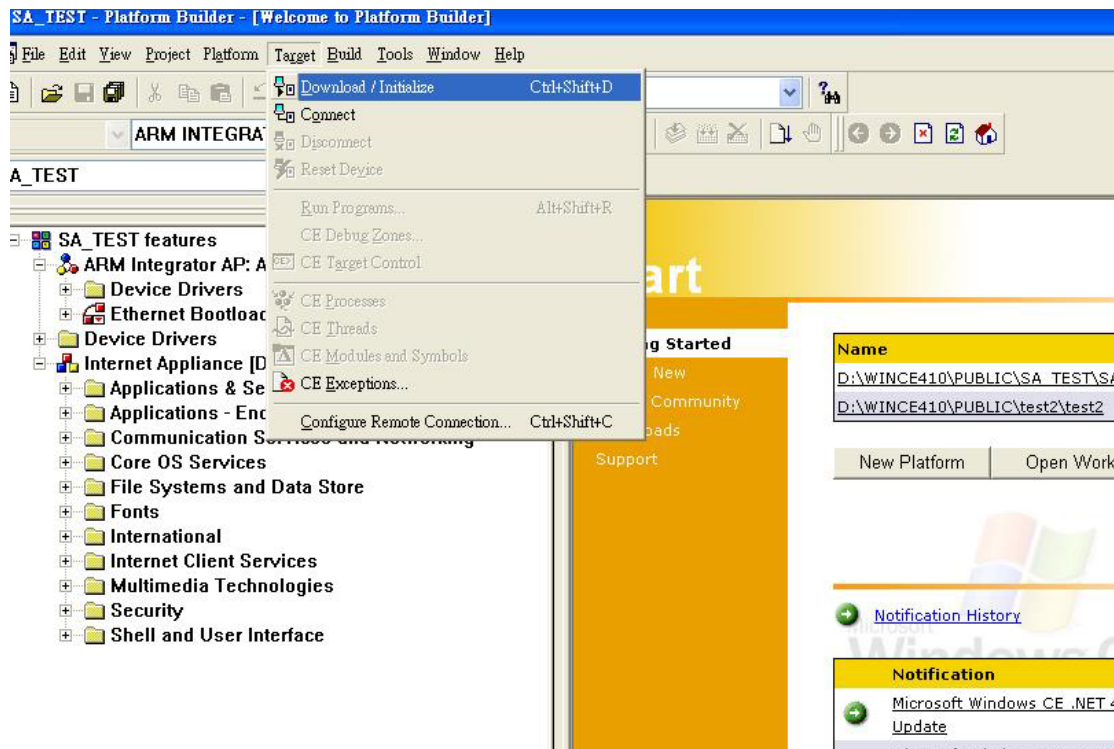 SA_TEST - Platform Builder - [Welcome to Platform Builder]
File Edit View Project Platform Target Build Tools Window Help
ARM INTEGRA
A_TEST
Download / Initialize Ctrl+Shift+D
Connect
Disconnect
Reset Device
Run Programs... Alt+Shift+R
CE Debug Zones...
CE Target Control
CE Processes
CE Threads
CE Modules and Symbols
CE Exceptions...
Configure Remote Connection... Ctrl+Shift+C
SA_TEST features
ARM Integrator AP: A
Device Drivers
Ethernet Bootloa
Device Drivers
Internet Appliance [D
Applications & Se
Applications - End
Communication Services and Networking
Core OS Services
File Systems and Data Store
Fonts
International
Internet Client Services
Multimedia Technologies
Security
Shell and User Interface
art
g Started
New
Community
oads
Support
Name
D:\WINCE410\PUBLIC\SA_TEST\SA
D:\WINCE410\PUBLIC\test2\test2
New Platform Open Work
Notification History
Microsoft
Windows C
Notification
Microsoft Windows CE .NET 4
Update